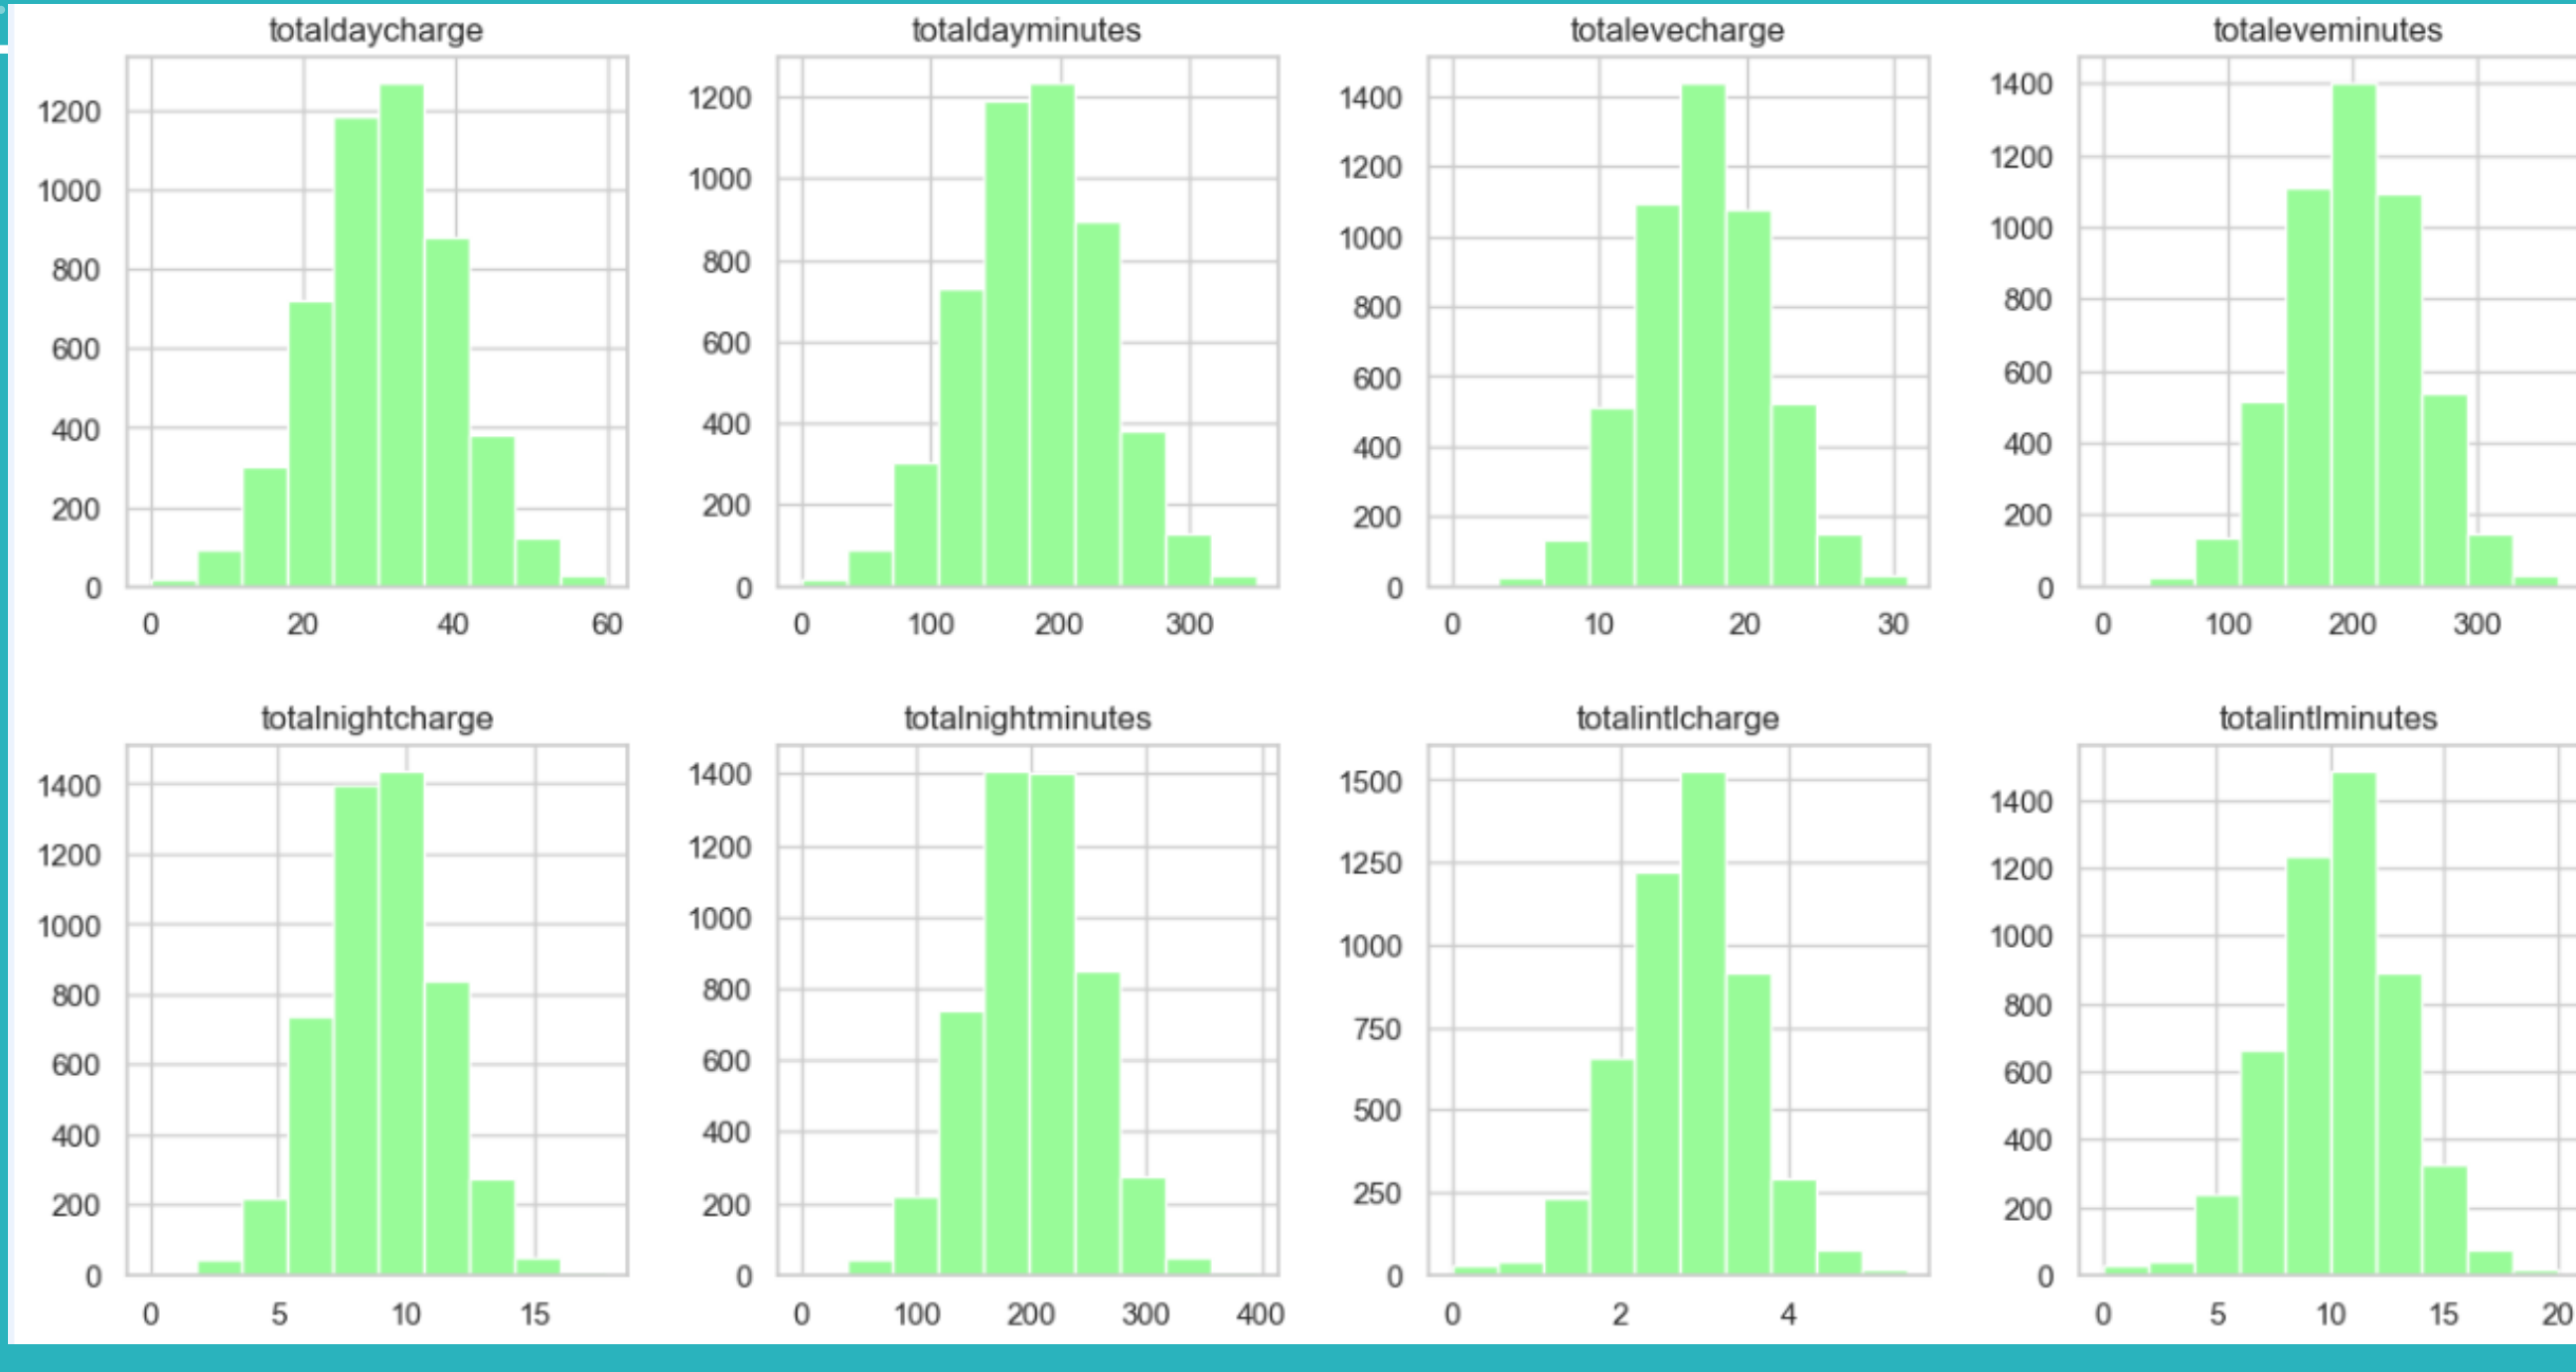 totaldaycharge totaldayminutes totalevecharge totaleveminutes
1200 1200 1400 1400
1000 1000 1200 1200
800 800 1000 1000
600 600 800 800
400 400 600 600
200 200 400 400
0 0 200 200
0 0
0 20 40 60 0 100 200 300 0 10 20 30 0 100 200 300
totalnightcharge totalnightminutes totalintlcharge totalintlminutes
1400 1400 1500 1400
1200 1200 1250 1200
1000 1000 1000 1000
800 800 750 800
600 600 500 600
400 400 250 400
200 200 0 200
0 0 0
0 5 10 15 0 100 200 300 400 0 2 4 0 5 10 15 20